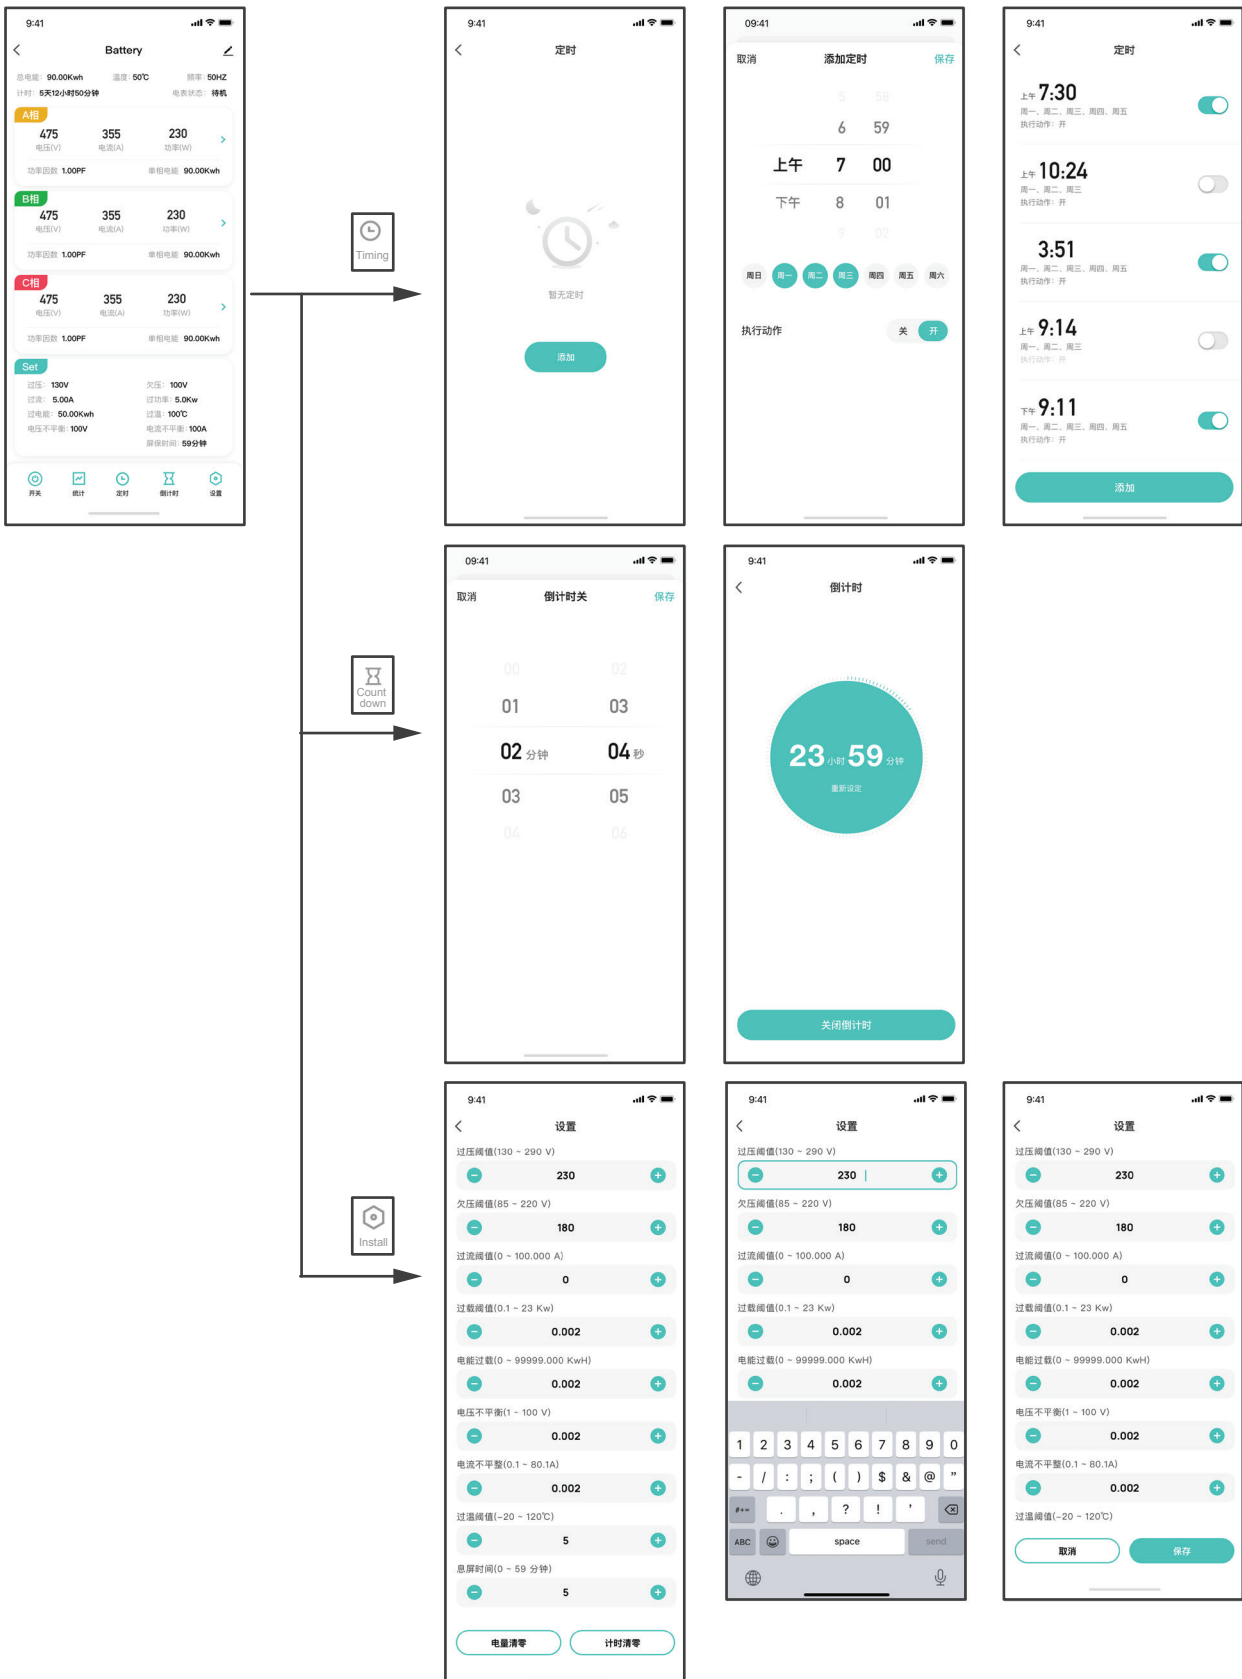 9:41
Battery
总电能: 90.00Kwh 温度: 50℃ 频率: 50HZ
计时: 5天12小时50分钟 电表状态: 待机
A相
475 355 230
电压(V) 电流(A) 功率(W)
功率因数 1.00PF 单相电能 90.00Kwh
B相
475 355 230
电压(V) 电流(A) 功率(W)
功率因数 1.00PF 单相电能 90.00Kwh
C相
475 355 230
电压(V) 电流(A) 功率(W)
功率因数 1.00PF 单相电能 90.00Kwh
Set
过压: 130V 欠压: 100V
过流: 5.00A 过功率: 5.0Kw
过电能: 50.00Kwh 过温: 100℃
电压不平衡: 100V 电流不平衡: 100A
屏保时间: 59分钟
开关 统计 定时 倒计时 设置
Timing
9:41
定时
暂无定时
添加
09:41
取消 添加定时 保存
5 58
6 59
上午 7 00
下午 8 01
9 02
周日 周一 周二 周三 周四 周五 周六
执行动作 关 开
9:41
定时
上午 7:30
周一、周二、周三、周四、周五
执行动作: 开
上午 10:24
周一、周二、周三
执行动作: 开
3:51
周一、周二、周三、周四、周五
执行动作: 开
上午 9:14
周一、周二、周三
执行动作: 开
下午 9:11
周一、周二、周三、周四、周五
执行动作: 开
添加
Count
down
09:41
取消 倒计时关 保存
00 02
01 03
02 分钟 04 秒
03 05
04 06
9:41
倒计时
23 小时 59 分钟
重新设定
关闭倒计时
Install
9:41
设置
过压阈值(130 ~ 290 V)
230
欠压阈值(85 ~ 220 V)
180
过流阈值(0 ~ 100.000 A)
0
过载阈值(0.1 ~ 23 Kw)
0.002
电能过载(0 ~ 99999.000 KwH)
0.002
电压不平衡(1 ~ 100 V)
0.002
电流不平整(0.1 ~ 80.1A)
0.002
过温阈值(-20 ~ 120℃)
5
息屏时间(0 ~ 59 分钟)
5
电量清零 计时清零
9:41
设置
过压阈值(130 ~ 290 V)
230
欠压阈值(85 ~ 220 V)
180
过流阈值(0 ~ 100.000 A)
0
过载阈值(0.1 ~ 23 Kw)
0.002
电能过载(0 ~ 99999.000 KwH)
0.002
1 2 3 4 5 6 7 8 9 0
- / : ; ( ) $ & @ ”
#+= . , ? ! ’
ABC space send
9:41
设置
过压阈值(130 ~ 290 V)
230
欠压阈值(85 ~ 220 V)
180
过流阈值(0 ~ 100.000 A)
0
过载阈值(0.1 ~ 23 Kw)
0.002
电能过载(0 ~ 99999.000 KwH)
0.002
电压不平衡(1 ~ 100 V)
0.002
电流不平整(0.1 ~ 80.1A)
0.002
过温阈值(-20 ~ 120℃)
取消 保存